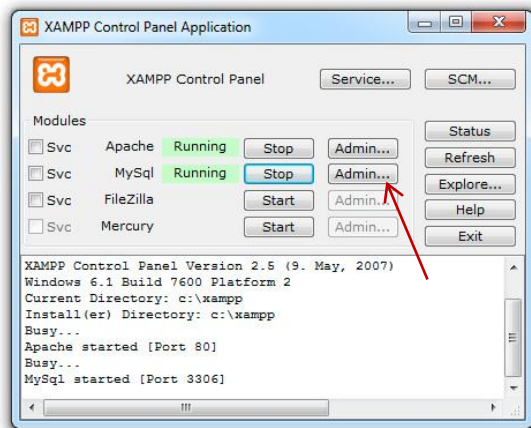 XAMPP Control Panel Application
XAMPP Control Panel Service... SCM...
Modules
Svc Apache Running Stop Admin...
Svc MySql Running Stop Admin...
Svc FileZilla Start Admin...
Svc Mercury Start Admin...
Status
Refresh
Explore...
Help
Exit
XAMPP Control Panel Version 2.5 (9. May, 2007)
Windows 6.1 Build 7600 Platform 2
Current Directory: c:\xampp
Install(er) Directory: c:\xampp
Busy...
Apache started [Port 80]
Busy...
MySql started [Port 3306]